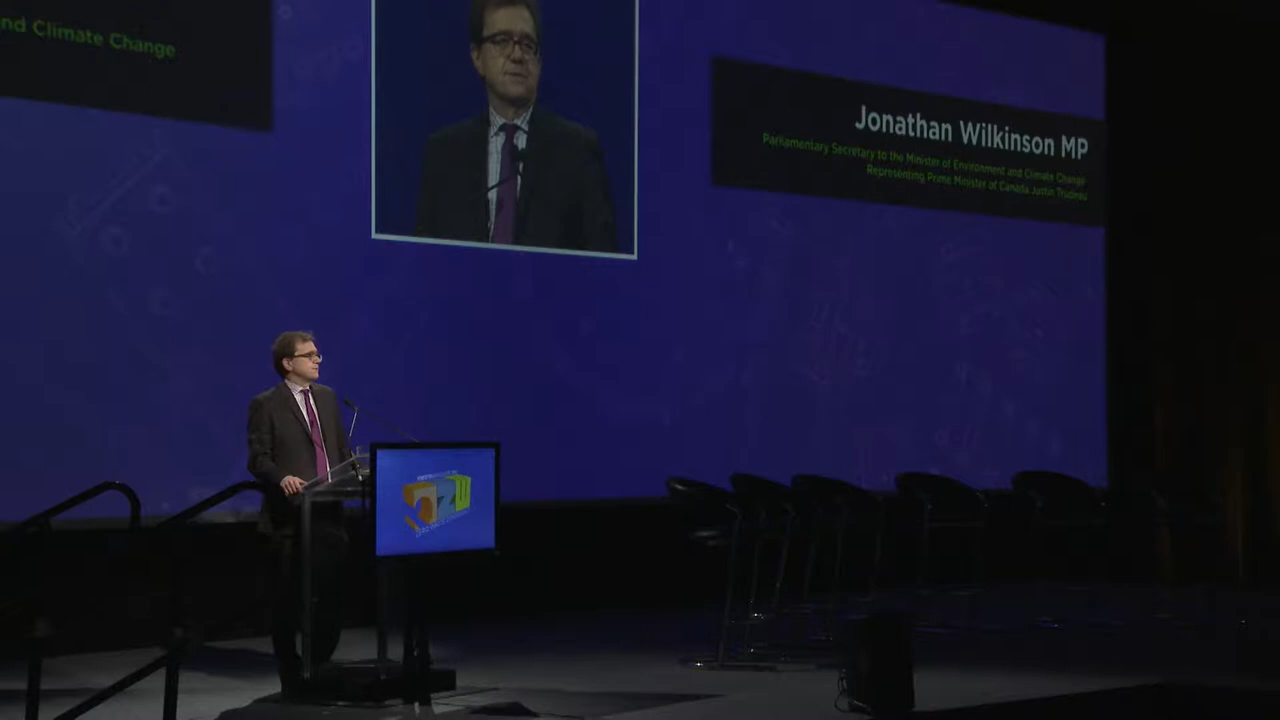 nd Climate Change
Jonathan Wilkinson MP
Parliamentary Secretary to the Minister of Environment and Climate Change
Representing Prime Minister of Canada Justin Trudeau